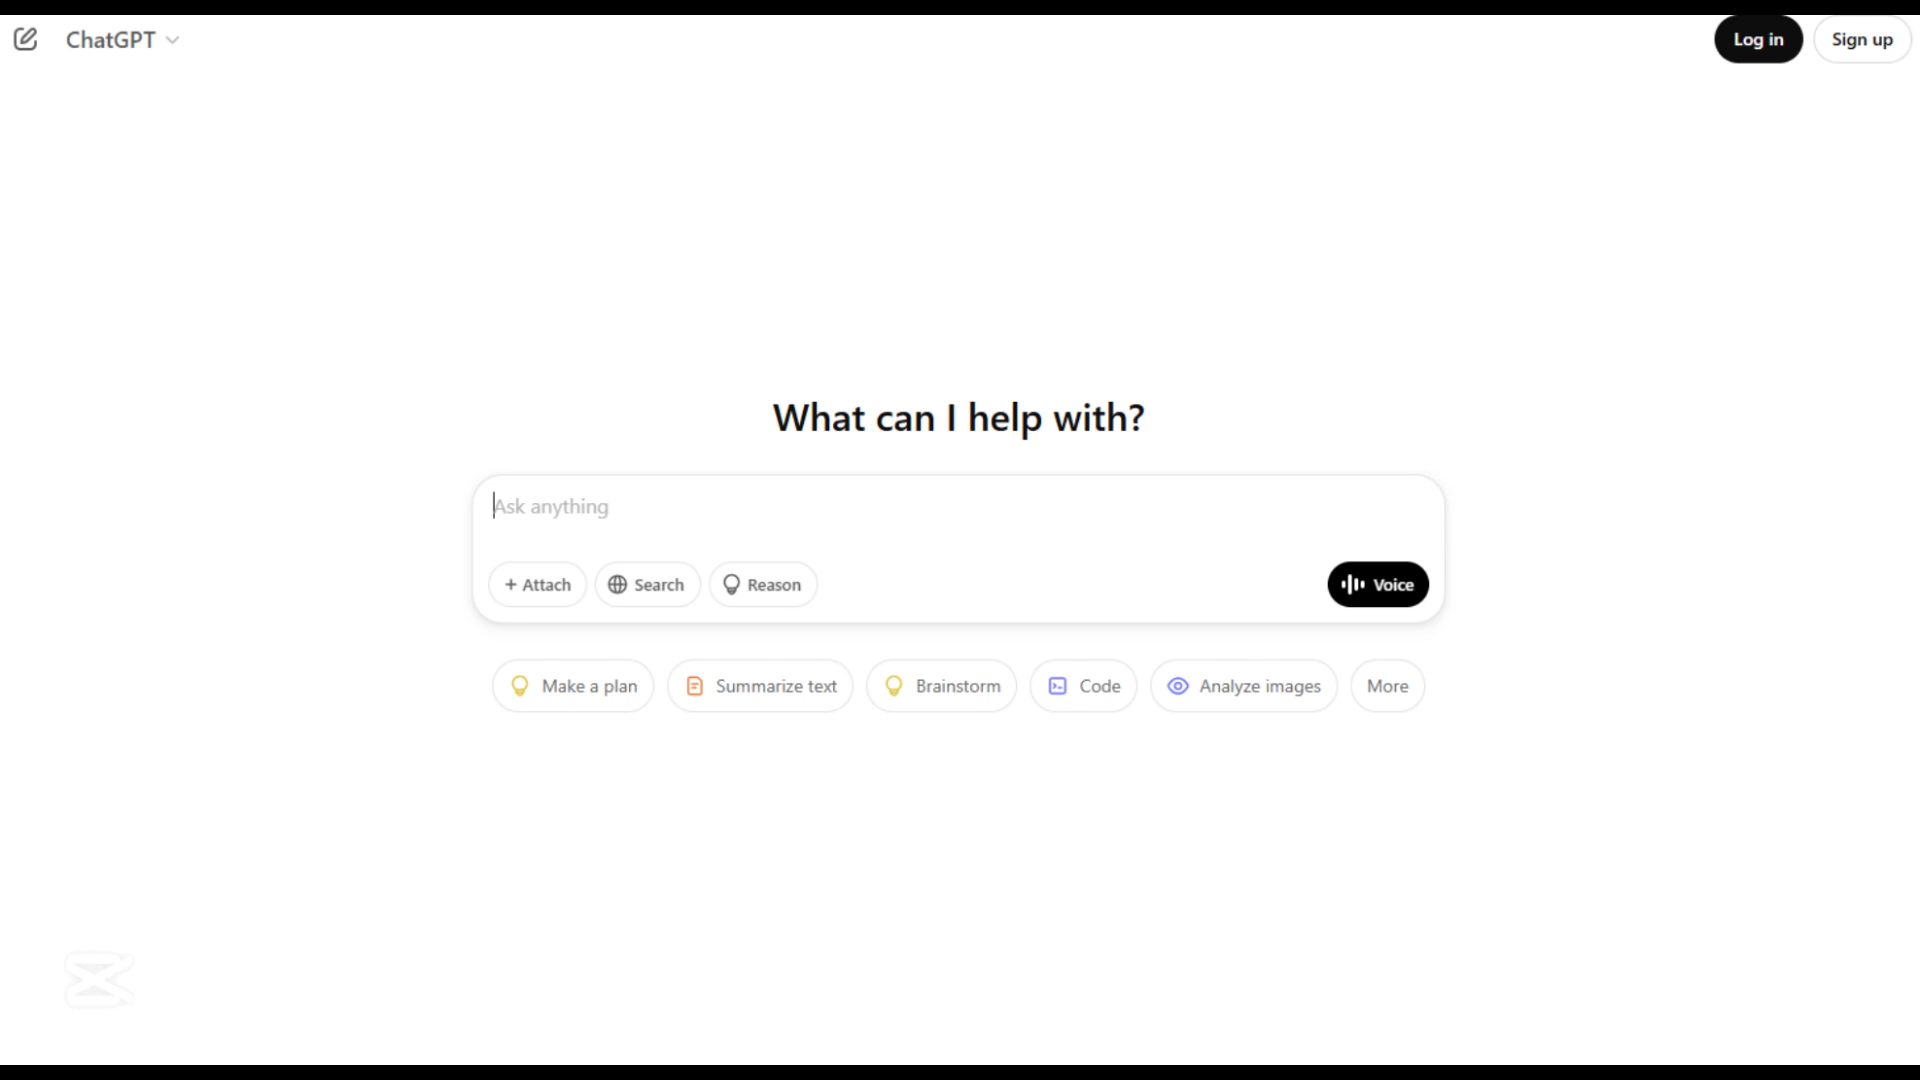 ChatGPT
Log in
Sign up
What can I help with?
Ask anything
+ Attach
Search
Reason
Voice
Make a plan
Summarize text
Brainstorm
Code
Analyze images
More